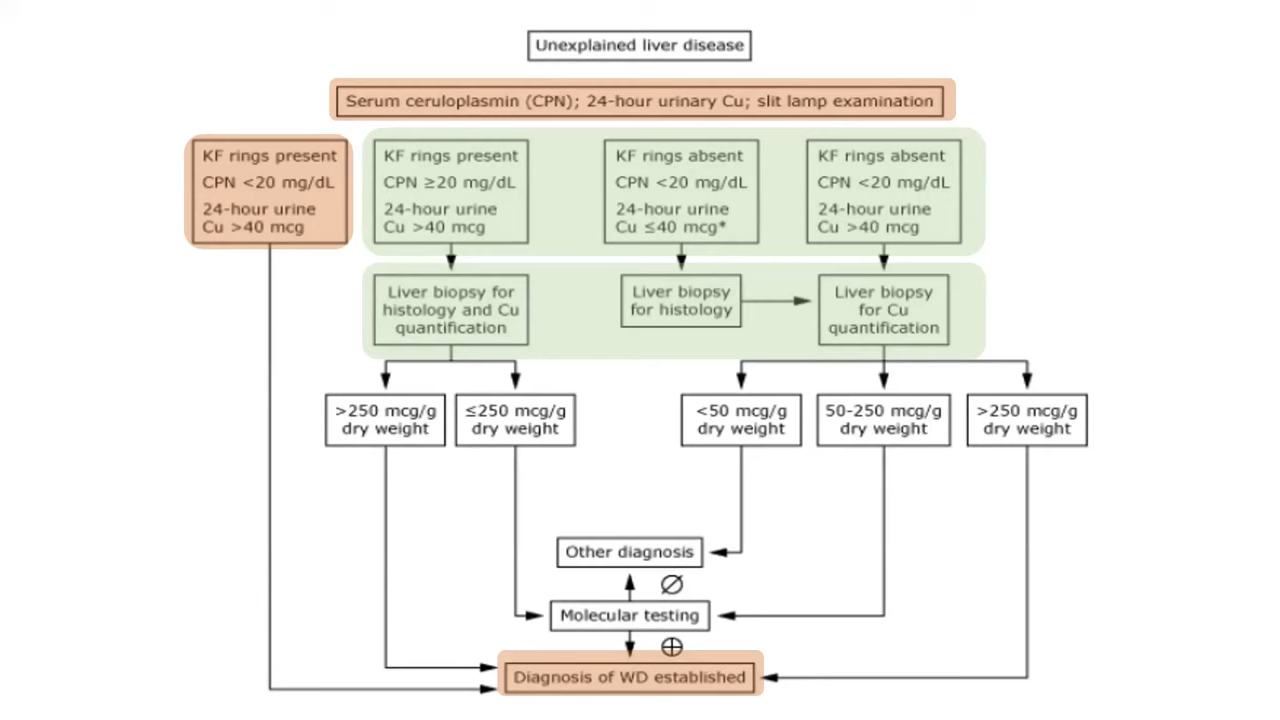 Unexplained liver disease
Serum ceruloplasmin (CPN); 24-hour urinary Cu; slit lamp examination
KF rings present
CPN <20 mg/dL
24-hour urine
Cu >40 mcg
KF rings present
CPN ≥20 mg/dL
24-hour urine
Cu >40 mcg
KF rings absent
CPN <20 mg/dL
24-hour urine
Cu ≤40 mcg*
KF rings absent
CPN <20 mg/dL
24-hour urine
Cu >40 mcg
Liver biopsy for
histology and Cu
quantification
Liver biopsy
for histology
Liver biopsy
for Cu
quantification
>250 mcg/g
dry weight
≤250 mcg/g
dry weight
<50 mcg/g
dry weight
50-250 mcg/g
dry weight
>250 mcg/g
dry weight
Other diagnosis
∅
Molecular testing
⊕
Diagnosis of WD established